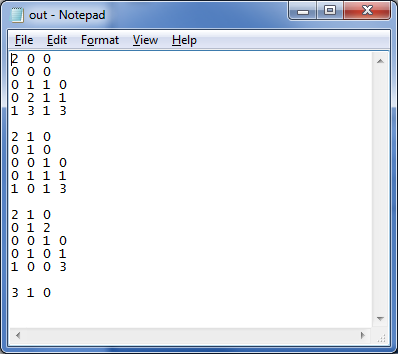 out - Notepad
File Edit Format View Help
2 0 0
0 0 0
0 1 1 0
0 2 1 1
1 3 1 3
2 1 0
0 1 0
0 0 1 0
0 1 1 1
1 0 1 3
2 1 0
0 1 2
0 0 1 0
0 1 0 1
1 0 0 3
3 1 0